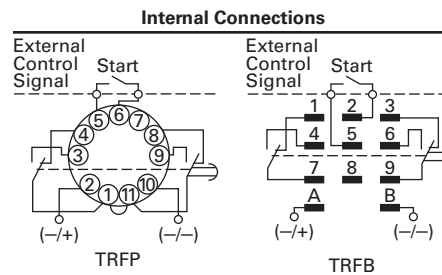 Internal Connections
External
Control
Signal
Start
5 6 7
4 8
3 9
2 10
1 11
(–/+) (–/–)
TRFP
External
Control
Signal
Start
1 2 3
4 5 6
7 8 9
A B
(–/+) (–/–)
TRFB